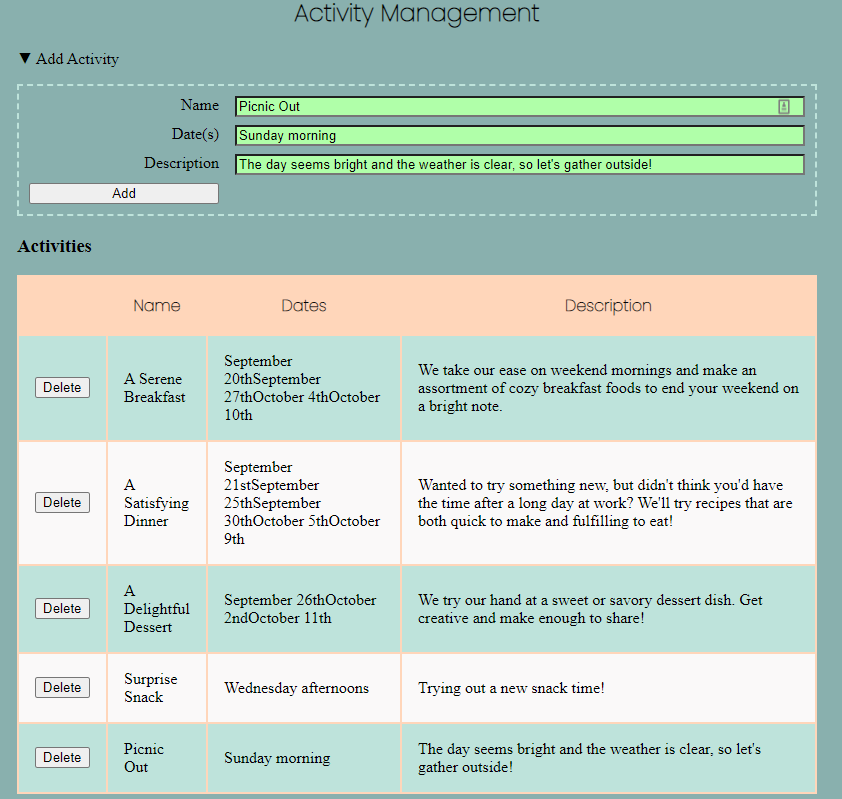 Activity Management
▼ Add Activity
Name
Picnic Out
Date(s)
Sunday morning
Description
The day seems bright and the weather is clear, so let's gather outside!
Add
Activities
Name Dates Description
Delete
A Serene
Breakfast
September
20thSeptember
27thOctober 4thOctober
10th
We take our ease on weekend mornings and make an
assortment of cozy breakfast foods to end your weekend on
a bright note.
Delete
A
Satisfying
Dinner
September
21stSeptember
25thSeptember
30thOctober 5thOctober
9th
Wanted to try something new, but didn't think you'd have
the time after a long day at work? We'll try recipes that are
both quick to make and fulfilling to eat!
Delete
A
Delightful
Dessert
September 26thOctober
2ndOctober 11th
We try our hand at a sweet or savory dessert dish. Get
creative and make enough to share!
Delete
Surprise
Snack
Wednesday afternoons
Trying out a new snack time!
Delete
Picnic
Out
Sunday morning
The day seems bright and the weather is clear, so let's
gather outside!